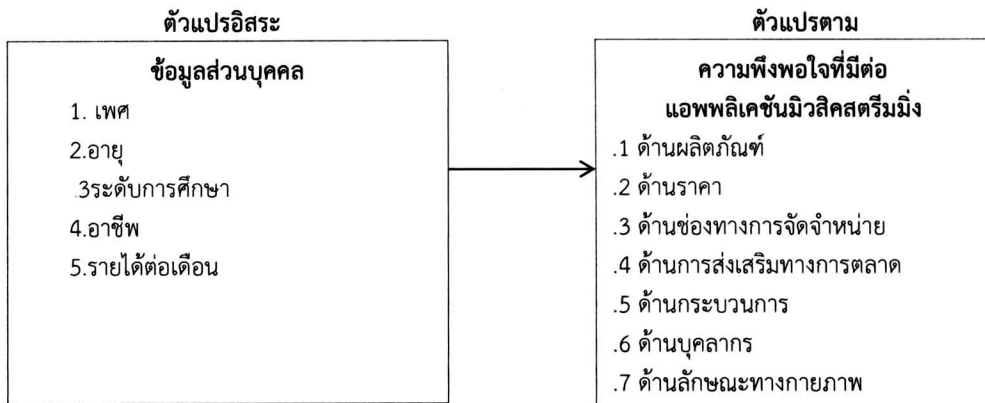 ตัวแปรอิสระ
ข้อมูลส่วนบุคคล
1. เพศ
2.อายุ
.3ระดับการศึกษา
4.อาชีพ
5.รายได้ต่อเดือน
ตัวแปรตาม
ความพึงพอใจที่มีต่อ
แอพพลิเคชันมิวสิคสตรีมมิ่ง
.1 ด้านผลิตภัณฑ์
.2 ด้านราคา
.3 ด้านช่องทางการจัดจำหน่าย
.4 ด้านการส่งเสริมทางการตลาด
.5 ด้านกระบวนการ
.6 ด้านบุคลากร
.7 ด้านลักษณะทางกายภาพ